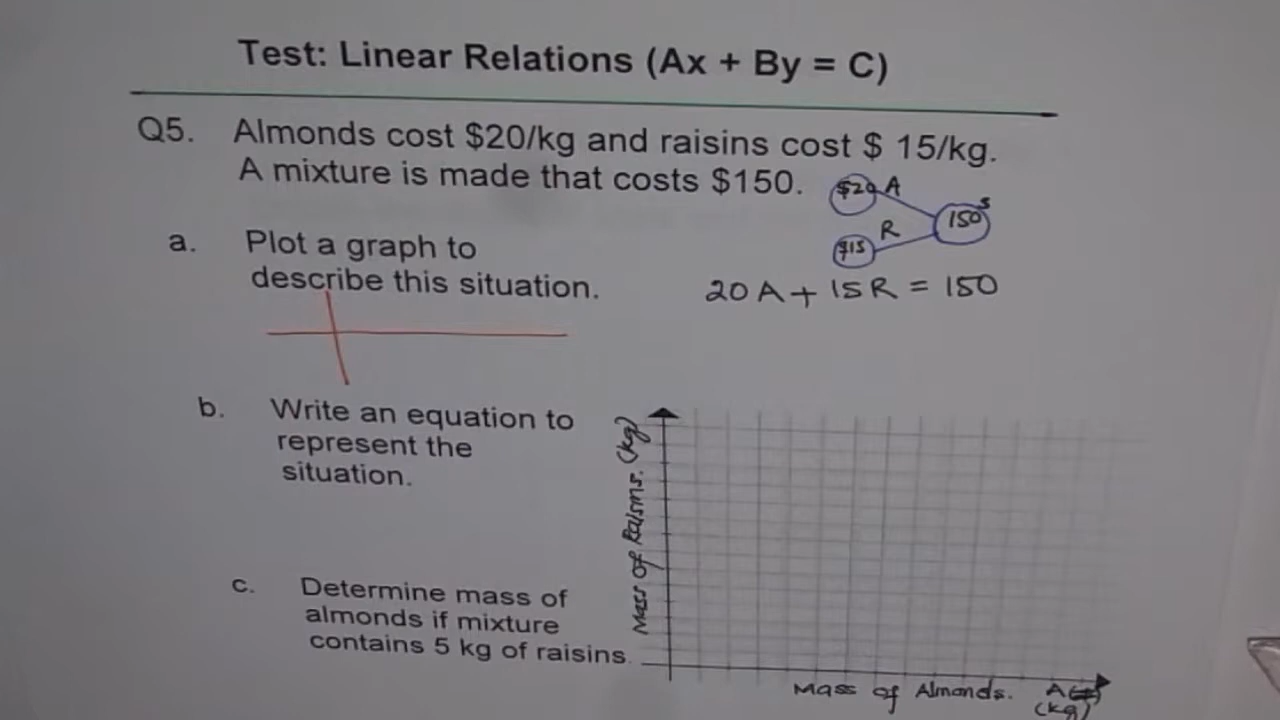 Test: Linear Relations (Ax + By = C)
Q5. Almonds cost $20/kg and raisins cost $ 15/kg.
A mixture is made that costs $150.
$20 A
R
150 $
$15
a. Plot a graph to
describe this situation.
20 A + 15 R = 150
b. Write an equation to
represent the
situation.
Mass of Raisins. (kg)
c. Determine mass of
almonds if mixture
contains 5 kg of raisins.
Mass of Almonds. A
(kg)